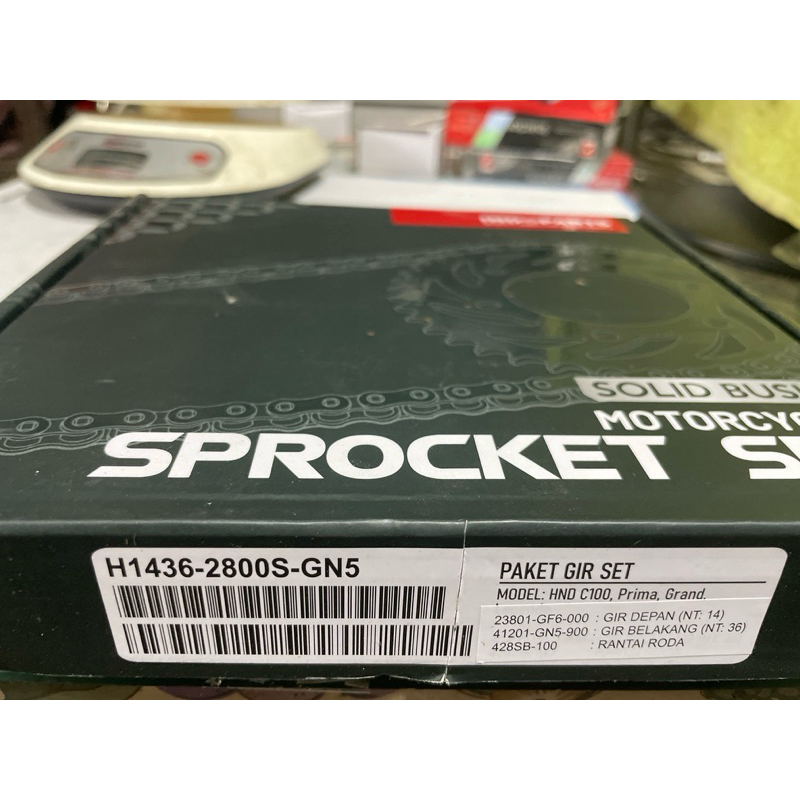 SOLID BUS
MOTORCYC
SPROCKET S
H1436-2800S-GN5
PAKET GIR SET
MODEL: HND C100, Prima, Grand.
23801-GF6-000 : GIR DEPAN (NT: 14)
41201-GN5-900 : GIR BELAKANG (NT: 36)
428SB-100 : RANTAI RODA